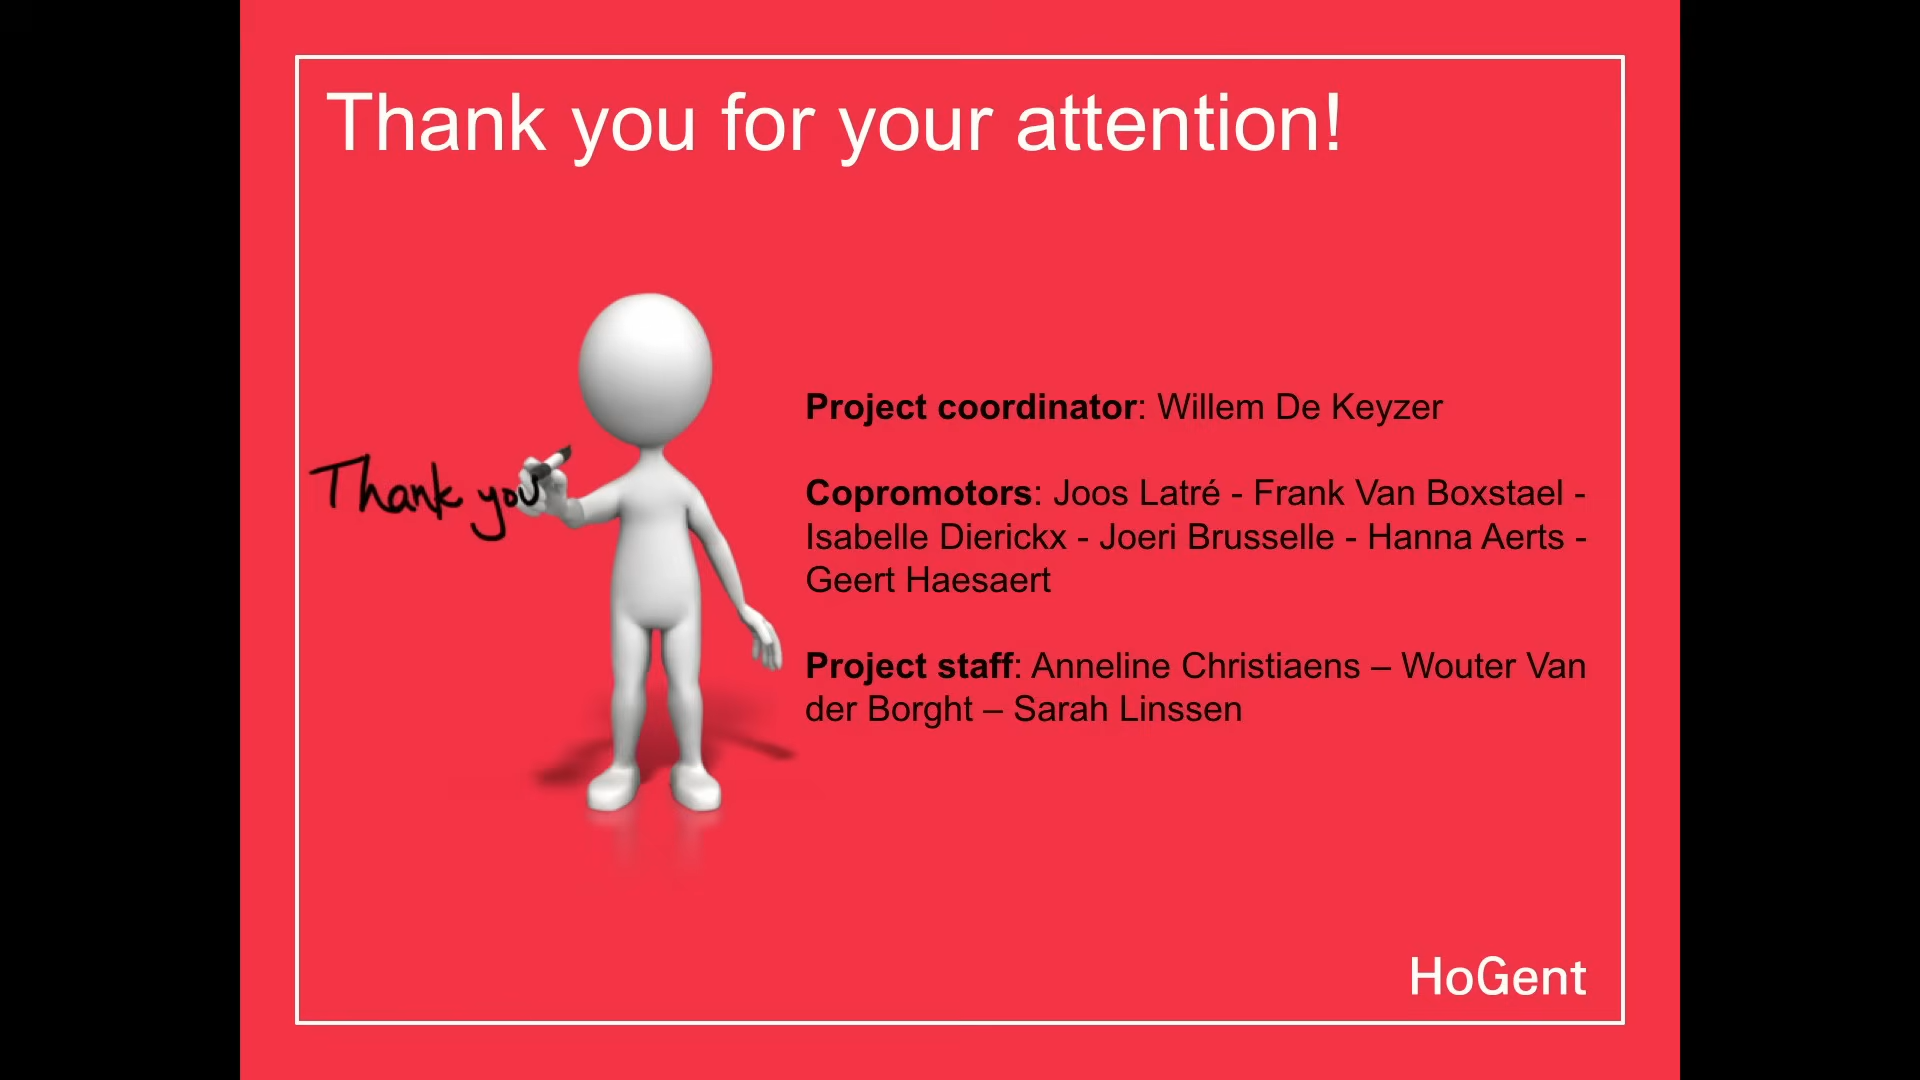 Thank you for your attention!
Thank you
Project coordinator: Willem De Keyzer
Copromotors: Joos Latré - Frank Van Boxstael -
Isabelle Dierickx - Joeri Brusselle - Hanna Aerts -
Geert Haesaert
Project staff: Anneline Christiaens – Wouter Van
der Borght – Sarah Linssen
HoGent